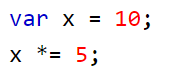 var x = 10;
x *= 5;